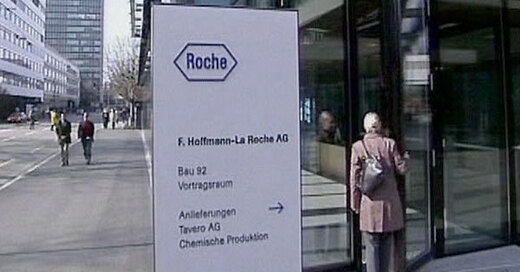 Roche
F. Hoffmann-La Roche AG
Bau 92
Vortragsraum
Anlieferungen
Tavero AG
Chemische Produktion